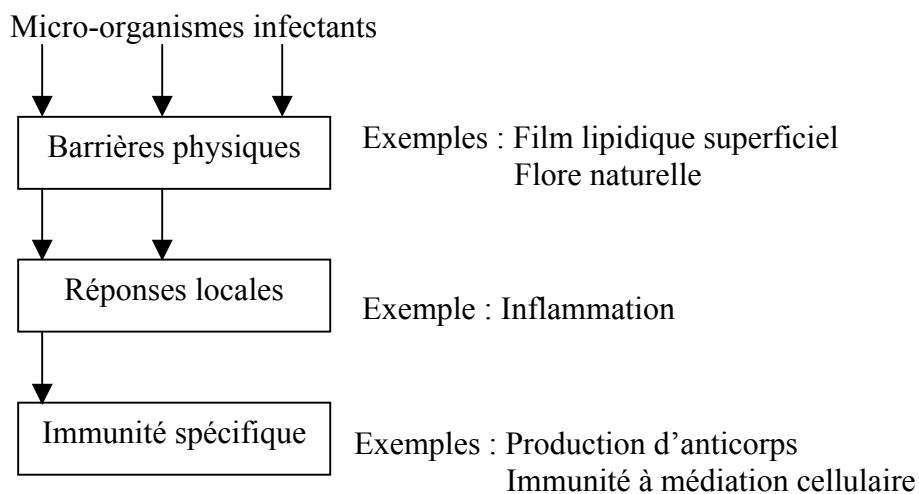 Micro-organismes infectants
Barrières physiques
Exemples : Film lipidique superficiel
Flore naturelle
Réponses locales
Exemple : Inflammation
Immunité spécifique
Exemples : Production d’anticorps
Immunité à médiation cellulaire